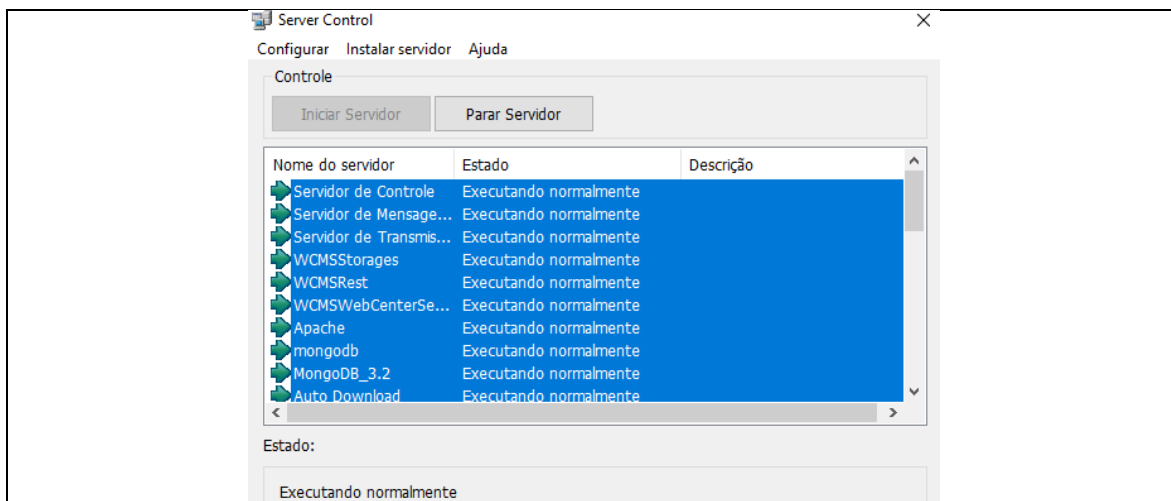 Server Control
Configurar Instalar servidor Ajuda
Controle
Iniciar Servidor Parar Servidor
Nome do servidor Estado Descrição
Servidor de Controle Executando normalmente
Servidor de Mensage... Executando normalmente
Servidor de Transmis... Executando normalmente
WCMSStorages Executando normalmente
WCMSRest Executando normalmente
WCMSWebCenterSe... Executando normalmente
Apache Executando normalmente
mongodb Executando normalmente
MongoDB_3.2 Executando normalmente
Auto Download Executando normalmente
Estado:
Executando normalmente